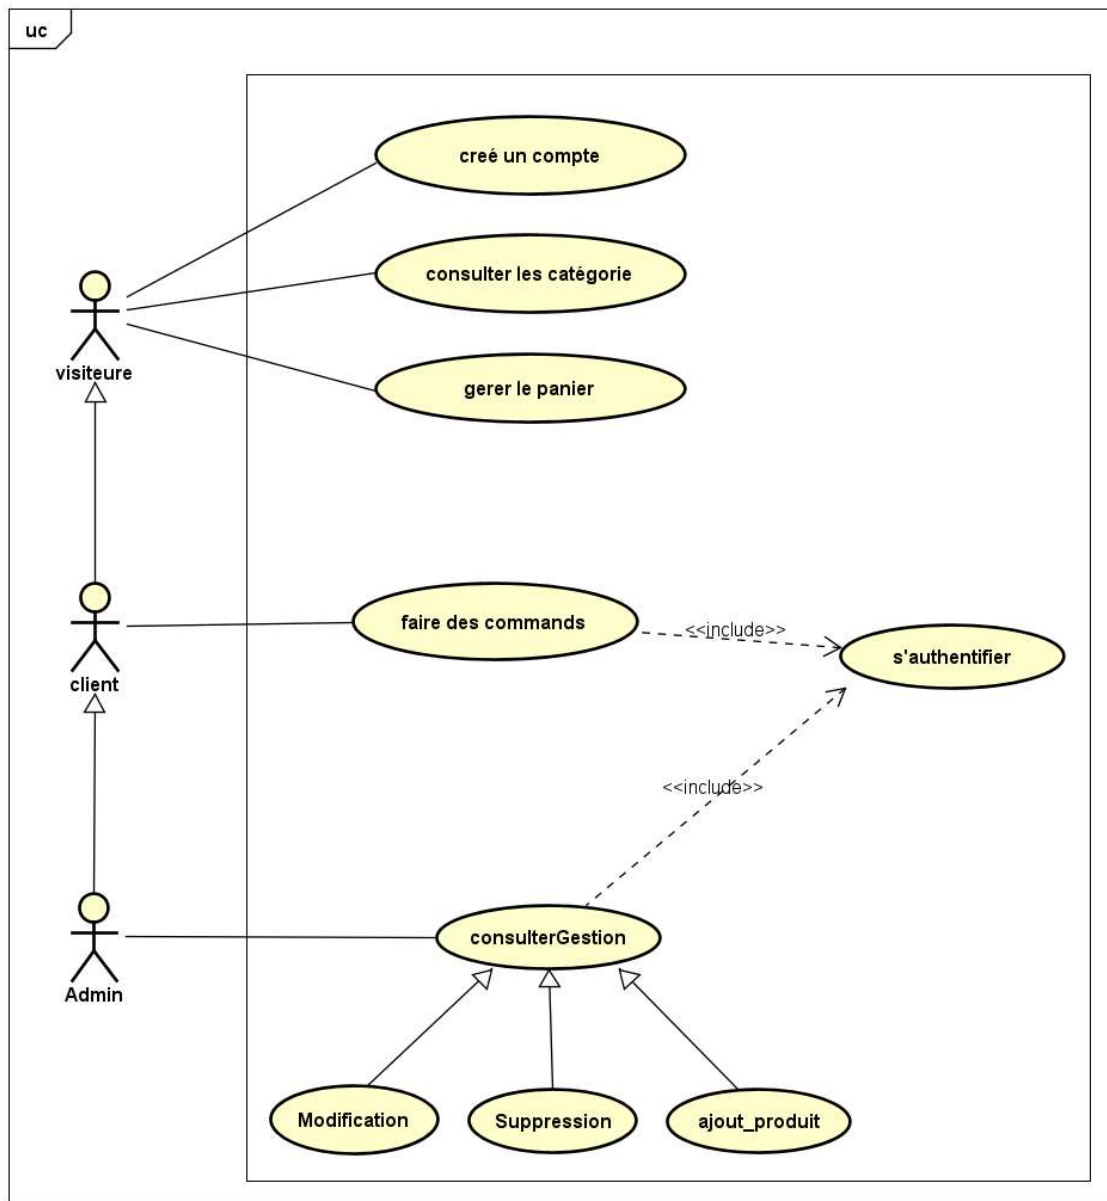 uc
creé un compte
consulter les catégorie
visiteure
gerer le panier
faire des commands
<<include>>
s'authentifier
client
<<include>>
consulterGestion
Admin
Modification
Suppression
ajout_produit